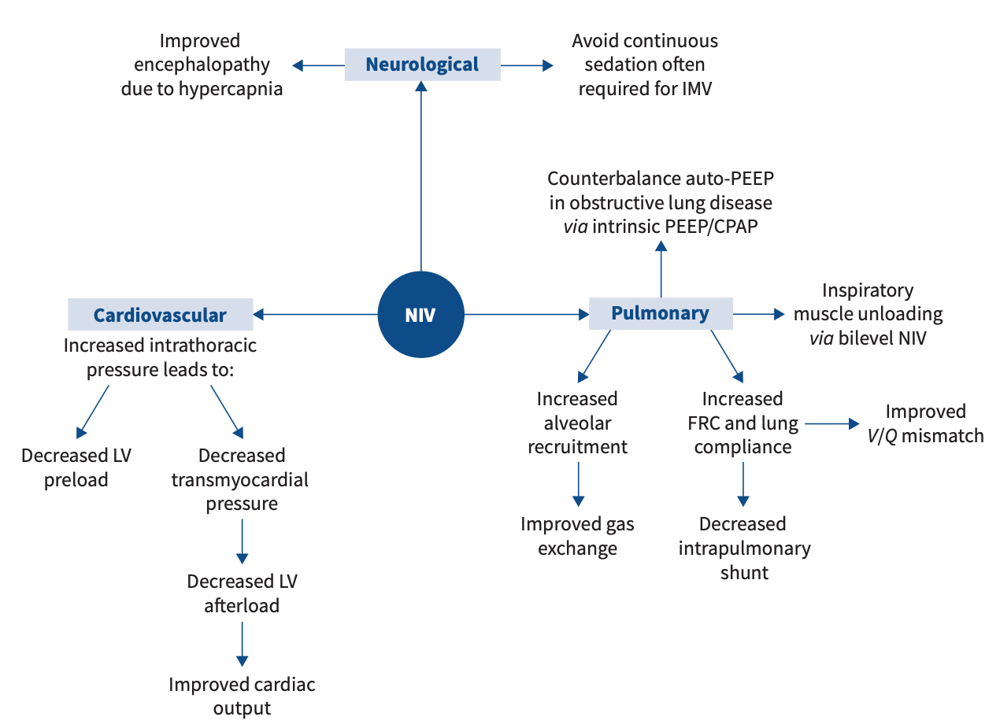 Improved
encephalopathy
due to hypercapnia
Neurological
Avoid continuous
sedation often
required for IMV
Counterbalance auto-PEEP
in obstructive lung disease
via intrinsic PEEP/CPAP
Cardiovascular
Increased intrathoracic
pressure leads to:
NIV
Pulmonary
Inspiratory
muscle unloading
via bilevel NIV
Decreased LV
preload
Decreased
transmyocardial
pressure
Decreased LV
afterload
Improved cardiac
output
Increased
alveolar
recruitment
Improved gas
exchange
Increased
FRC and lung
compliance
Improved
V/Q mismatch
Decreased
intrapulmonary
shunt